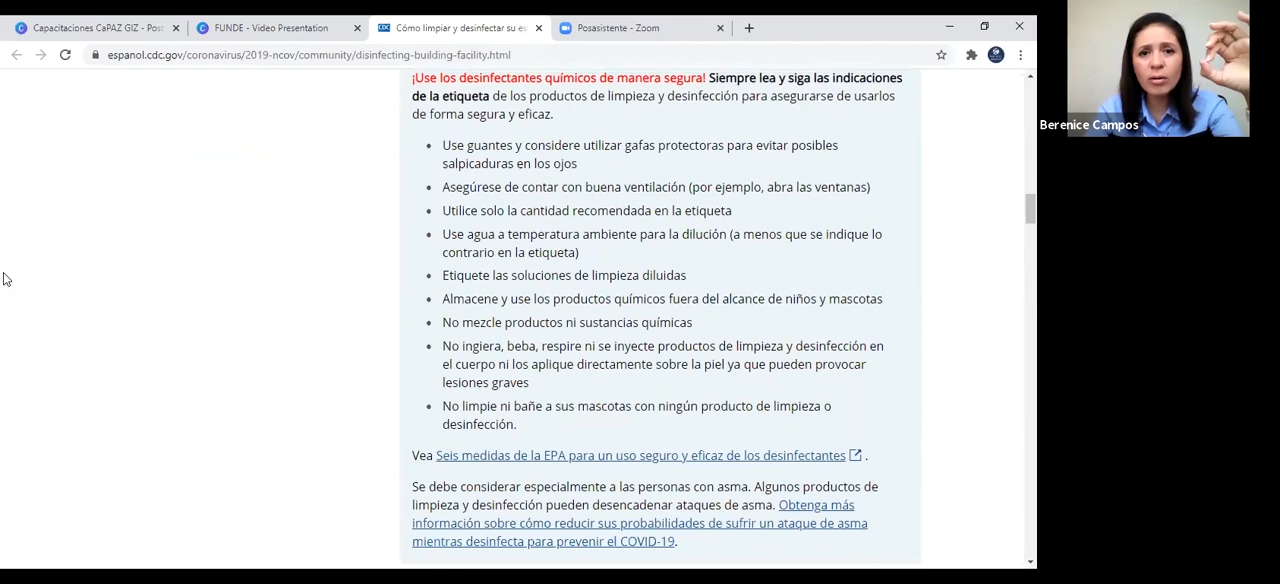 Capacitaciones CaPAZ GIZ - Post
FUNDE - Video Presentation
Cómo limpiar y desinfectar su es
Posasistente - Zoom
espanol.cdc.gov/coronavirus/2019-ncov/community/disinfecting-building-facility.html
¡Use los desinfectantes químicos de manera segura! Siempre lea y siga las indicaciones
de la etiqueta de los productos de limpieza y desinfección para asegurarse de usarlos
de forma segura y eficaz.
Use guantes y considere utilizar gafas protectoras para evitar posibles
salpicaduras en los ojos
Asegúrese de contar con buena ventilación (por ejemplo, abra las ventanas)
Utilice solo la cantidad recomendada en la etiqueta
Use agua a temperatura ambiente para la dilución (a menos que se indique lo
contrario en la etiqueta)
Etiquete las soluciones de limpieza diluidas
Almacene y use los productos químicos fuera del alcance de niños y mascotas
No mezcle productos ni sustancias químicas
No ingiera, beba, respire ni se inyecte productos de limpieza y desinfección en
el cuerpo ni los aplique directamente sobre la piel ya que pueden provocar
lesiones graves
No limpie ni bañe a sus mascotas con ningún producto de limpieza o
desinfección.
Vea Seis medidas de la EPA para un uso seguro y eficaz de los desinfectantes .
Se debe considerar especialmente a las personas con asma. Algunos productos de
limpieza y desinfección pueden desencadenar ataques de asma. Obtenga más
información sobre cómo reducir sus probabilidades de sufrir un ataque de asma
mientras desinfecta para prevenir el COVID-19.
Berenice Campos